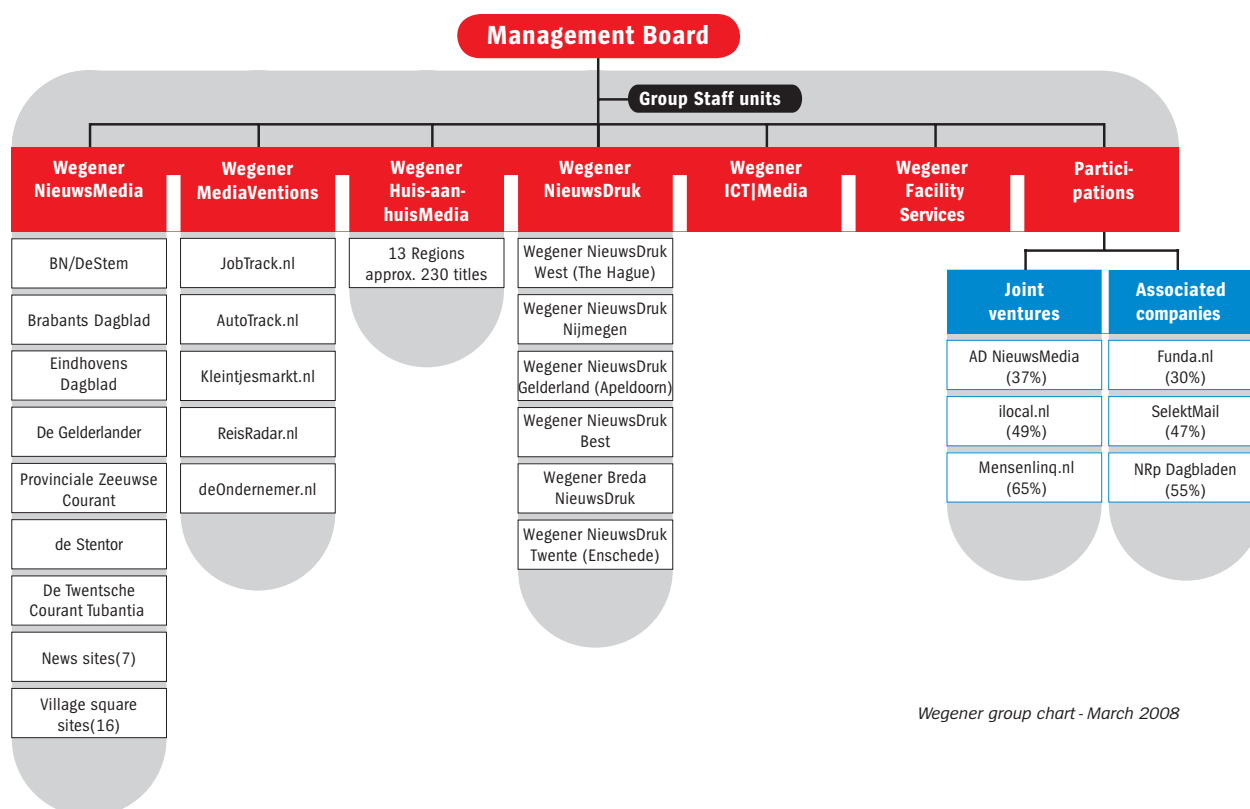 Management Board
Group Staff units
Wegener
NieuwsMedia
Wegener
MediaVentions
Wegener
Huis-aan-
huisMedia
Wegener
NieuwsDruk
Wegener
ICT|Media
Wegener
Facility
Services
Partici-
pations
BN/DeStem
Brabants Dagblad
Eindhovens
Dagblad
De Gelderlander
Provinciale Zeeuwse
Courant
de Stentor
De Twentsche
Courant Tubantia
News sites(7)
Village square
sites(16)
JobTrack.nl
AutoTrack.nl
Kleintjesmarkt.nl
ReisRadar.nl
deOndernemer.nl
13 Regions
approx. 230 titles
Wegener NieuwsDruk
West (The Hague)
Wegener NieuwsDruk
Nijmegen
Wegener NieuwsDruk
Gelderland (Apeldoorn)
Wegener NieuwsDruk
Best
Wegener Breda
NieuwsDruk
Wegener NieuwsDruk
Twente (Enschede)
Joint
ventures
AD NieuwsMedia
(37%)
ilocal.nl
(49%)
Mensenlinq.nl
(65%)
Associated
companies
Funda.nl
(30%)
SelektMail
(47%)
NRp Dagbladen
(55%)
Wegener group chart - March 2008